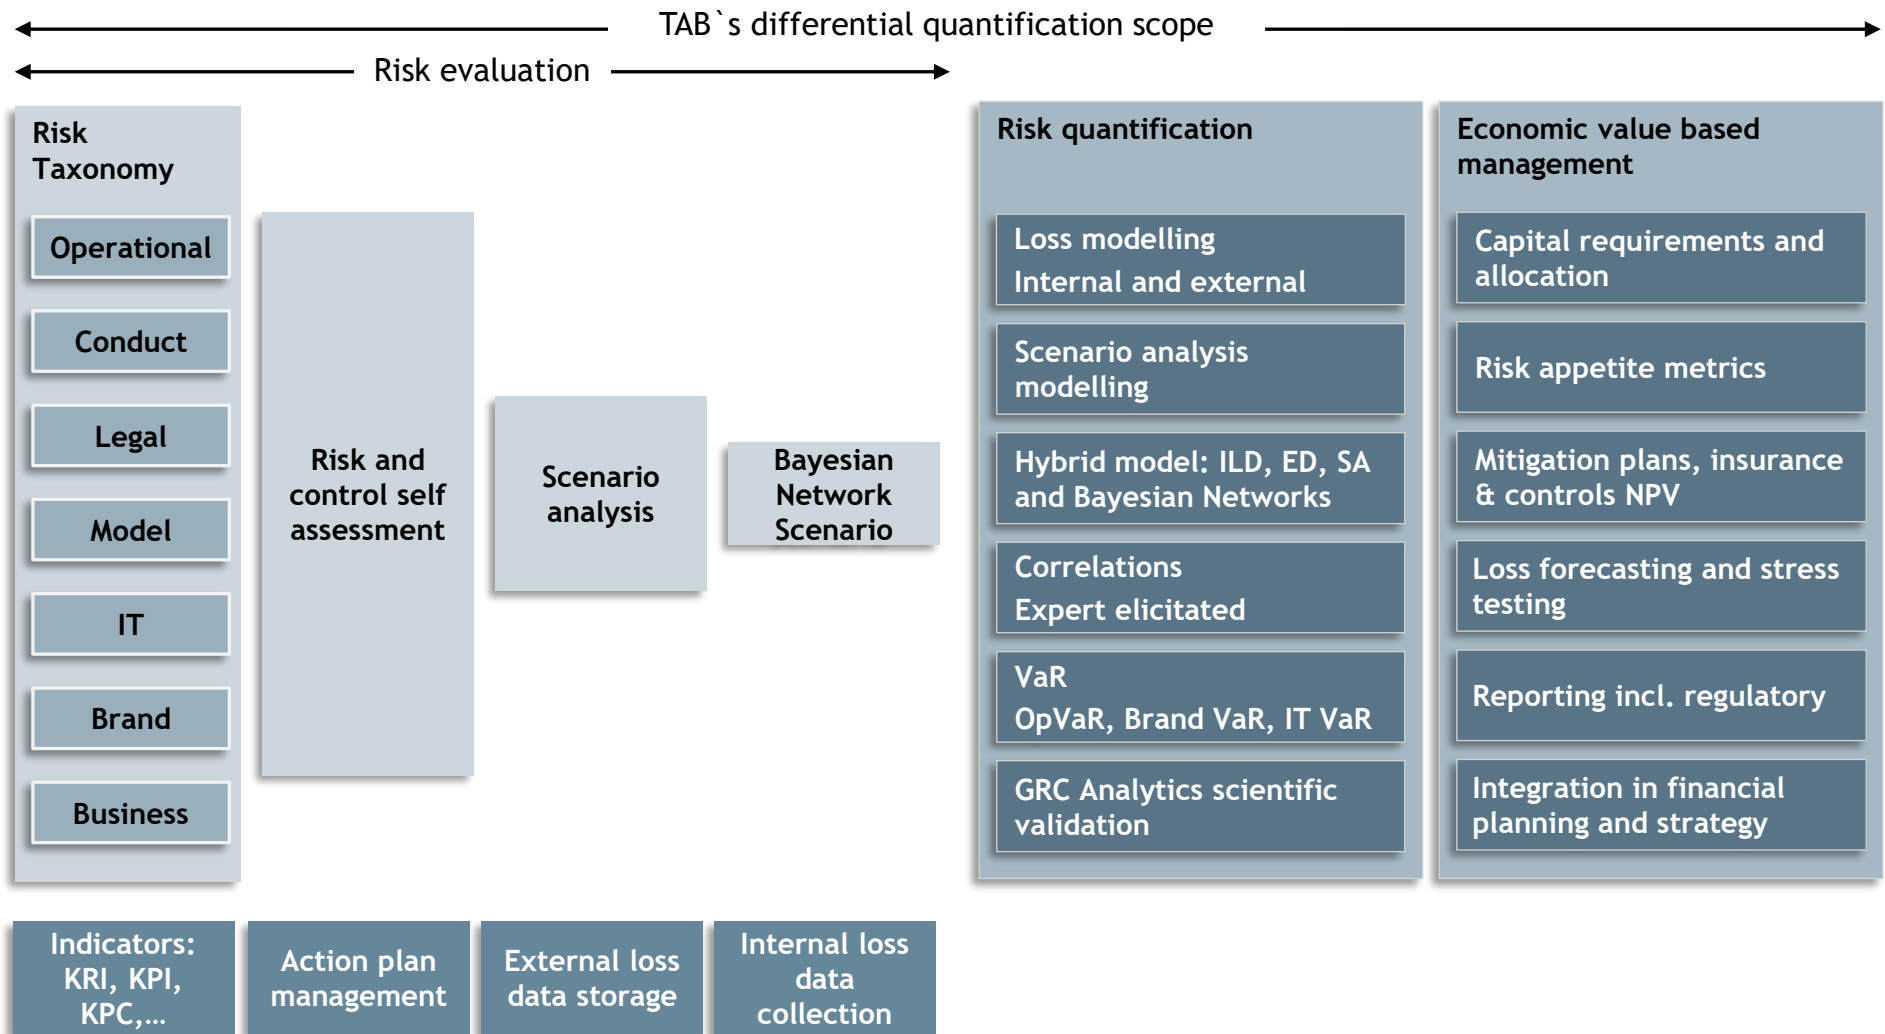 TAB`s differential quantification scope
Risk evaluation
Risk
Taxonomy
Operational
Conduct
Legal
Model
IT
Brand
Business
Risk and
control self
assessment
Scenario
analysis
Bayesian
Network
Scenario
Risk quantification
Loss modelling
Internal and external
Scenario analysis
modelling
Hybrid model: ILD, ED, SA
and Bayesian Networks
Correlations
Expert elicitated
VaR
OpVaR, Brand VaR, IT VaR
GRC Analytics scientific
validation
Economic value based
management
Capital requirements and
allocation
Risk appetite metrics
Mitigation plans, insurance
& controls NPV
Loss forecasting and stress
testing
Reporting incl. regulatory
Integration in financial
planning and strategy
Indicators:
KRI, KPI,
KPC,…
Action plan
management
External loss
data storage
Internal loss
data
collection